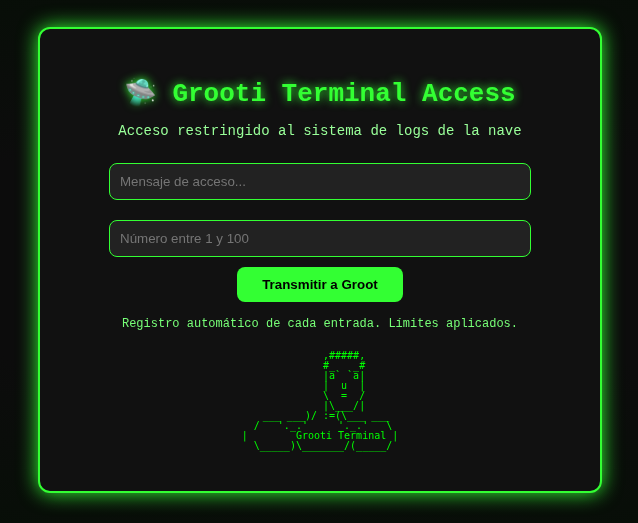 🛸 Grooti Terminal Access
Acceso restringido al sistema de logs de la nave
Mensaje de acceso...
Número entre 1 y 100
Transmitir a Groot
Registro automático de cada entrada. Límites aplicados.
Grooti Terminal